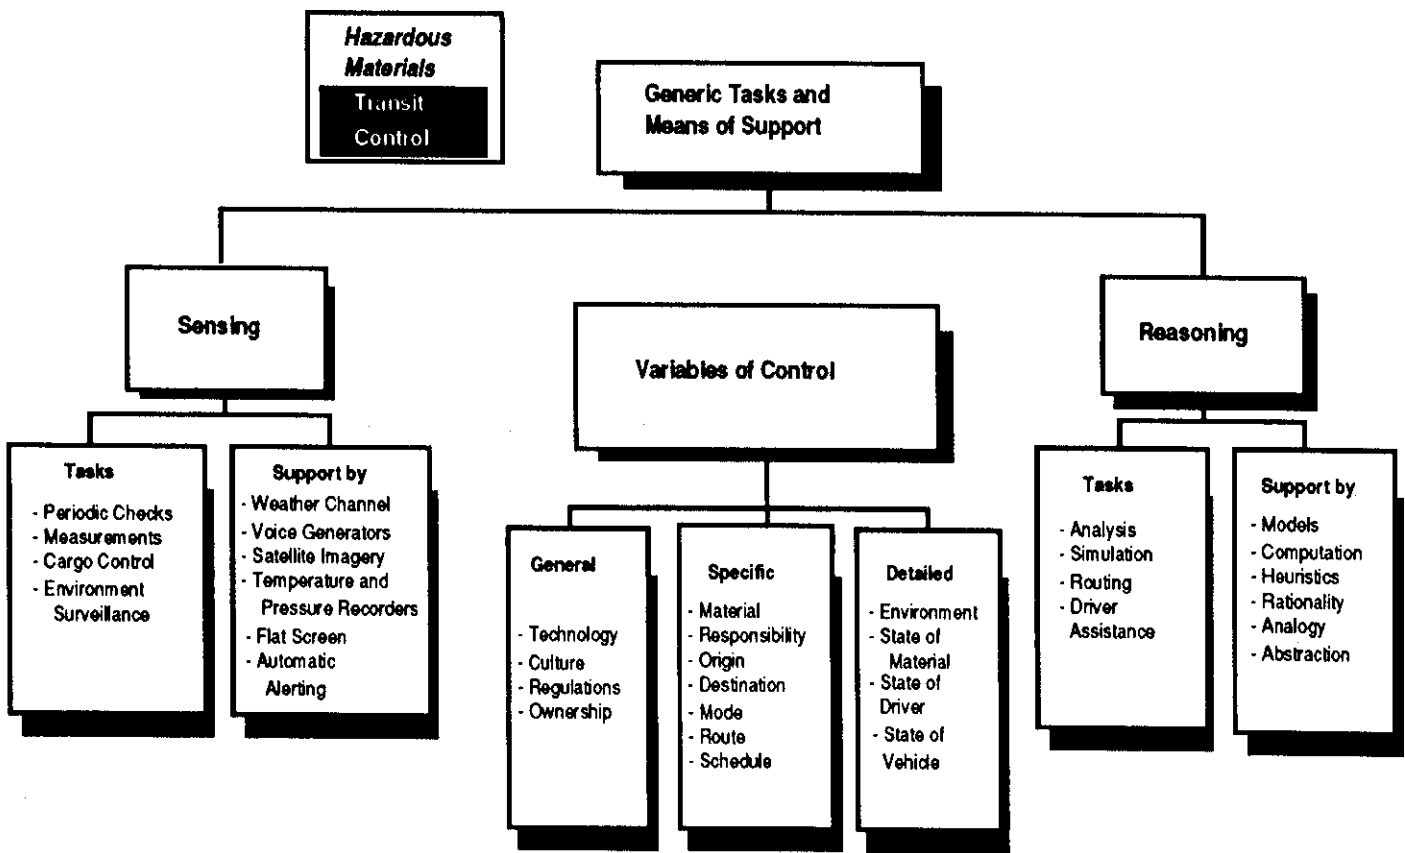 Hazardous
Materials
Transit
Control
Generic Tasks and
Means of Support
Sensing
Variables of Control
Reasoning
Tasks
- Periodic Checks
- Measurements
- Cargo Control
- Environment
Surveillance
Support by
- Weather Channel
- Voice Generators
- Satellite Imagery
- Temperature and
Pressure Recorders
- Flat Screen
- Automatic
Alerting
General
- Technology
- Culture
- Regulations
- Ownership
Specific
- Material
- Responsibility
- Origin
- Destination
- Mode
- Route
- Schedule
Detailed
- Environment
- State of
Material
- State of
Driver
- State of
Vehicle
Tasks
- Analysis
- Simulation
- Routing
- Driver
Assistance
Support by
- Models
- Computation
- Heuristics
- Rationality
- Analogy
- Abstraction